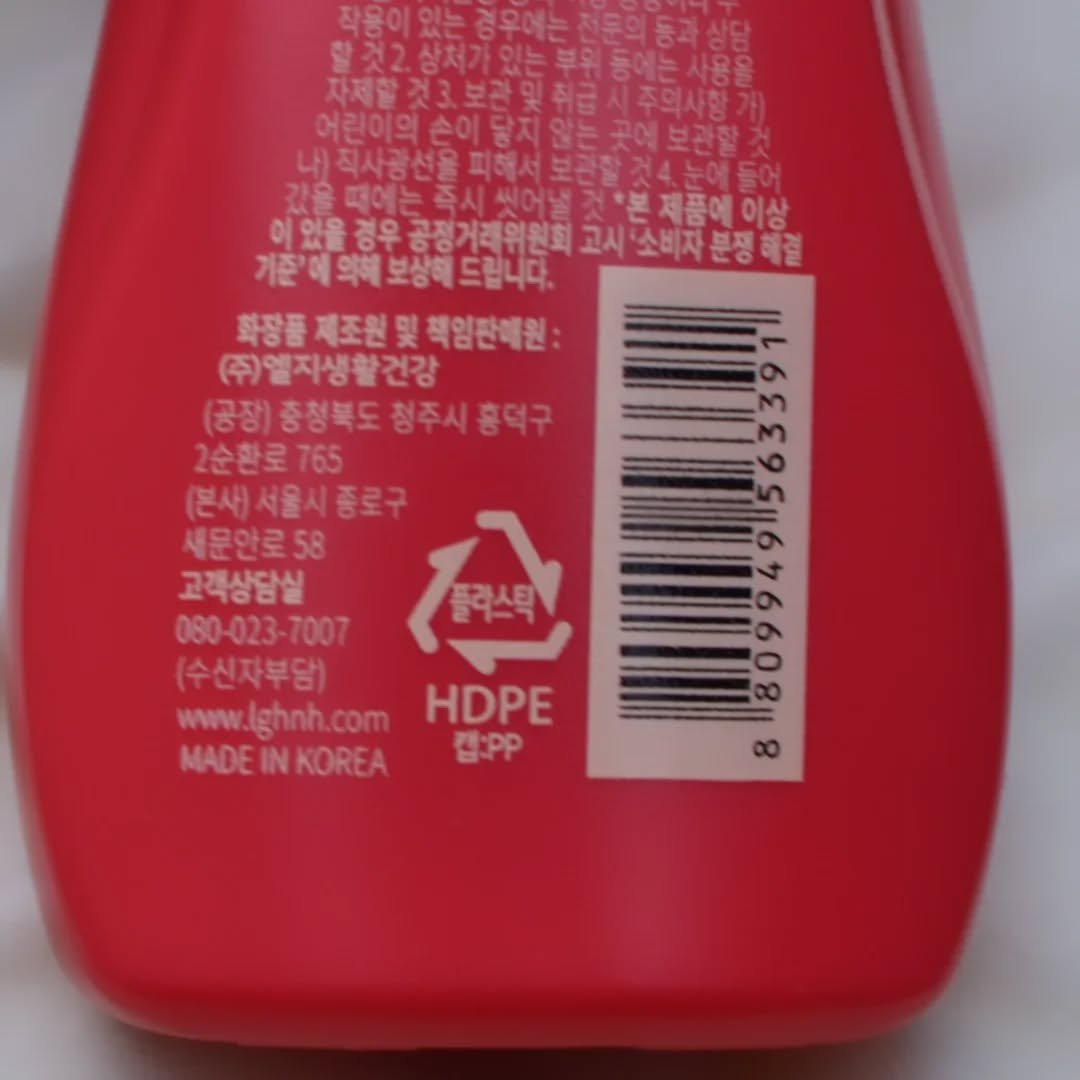 작용이 있는 경우에는 전문의 등과 상담
할 것 2. 상처가 있는 부위 등에는 사용을
자제할 것 3. 보관 및 취급 시 주의사항 가)
어린이의 손이 닿지 않는 곳에 보관할 것
나) 직사광선을 피해서 보관할 것 4. 눈에 들어
갔을 때에는 즉시 씻어낼 것 *본 제품에 이상
이 있을 경우 공정거래위원회 고시 '소비자 분쟁 해결
기준'에 의해 보상해 드립니다.
화장품 제조원 및 책임판매원 :
(주)엘지생활건강
(공장) 충청북도 청주시 흥덕구
2순환로 765
(본사) 서울시 종로구
새문안로 58
고객상담실
080-023-7007
(수신자부담)
www.lghnh.com
MADE IN KOREA
플라스틱
HDPE
캡:PP
8 809949 563391